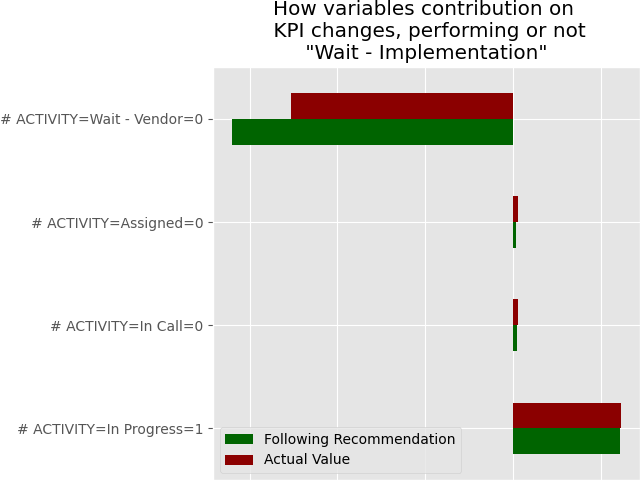 How variables contribution on
KPI changes, performing or not
"Wait - Implementation"
# ACTIVITY=Wait - Vendor=0
# ACTIVITY=Assigned=0
# ACTIVITY=In Call=0
# ACTIVITY=In Progress=1
Following Recommendation
Actual Value